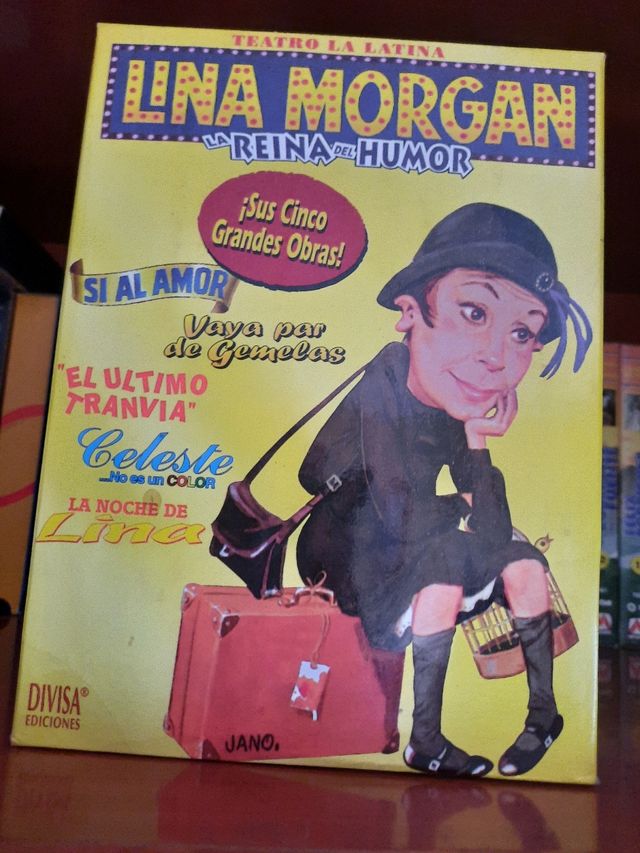 TEATRO LA LATINA
LINA MORGAN
LA REINA DEL HUMOR
¡Sus Cinco
Grandes Obras!
SI AL AMOR
Vaya par
de Gemelas
"EL ULTIMO
TRANVIA"
Celeste
...No es un COLOR
LA NOCHE DE
Lina
DIVISA®
EDICIONES
JANO.